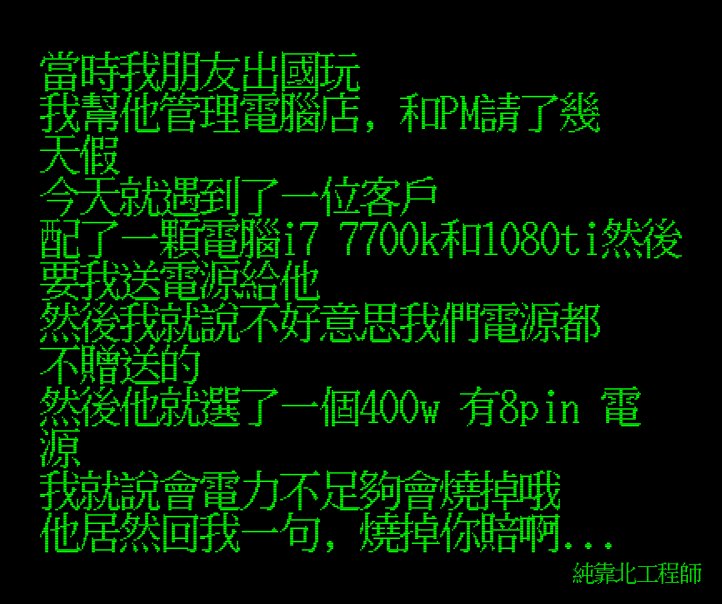 當時我朋友出國玩
我幫他管理電腦店, 和PM請了幾
天假
今天就遇到了一位客戶
配了一顆電腦i7 7700k和1080ti然後
要我送電源給他
然後我就說不好意思我們電源都
不贈送的
然後他就選了一個400w 有8pin 電
源
我就說會電力不足夠會燒掉哦
他居然回我一句, 燒掉你賠啊...
純靠北工程師